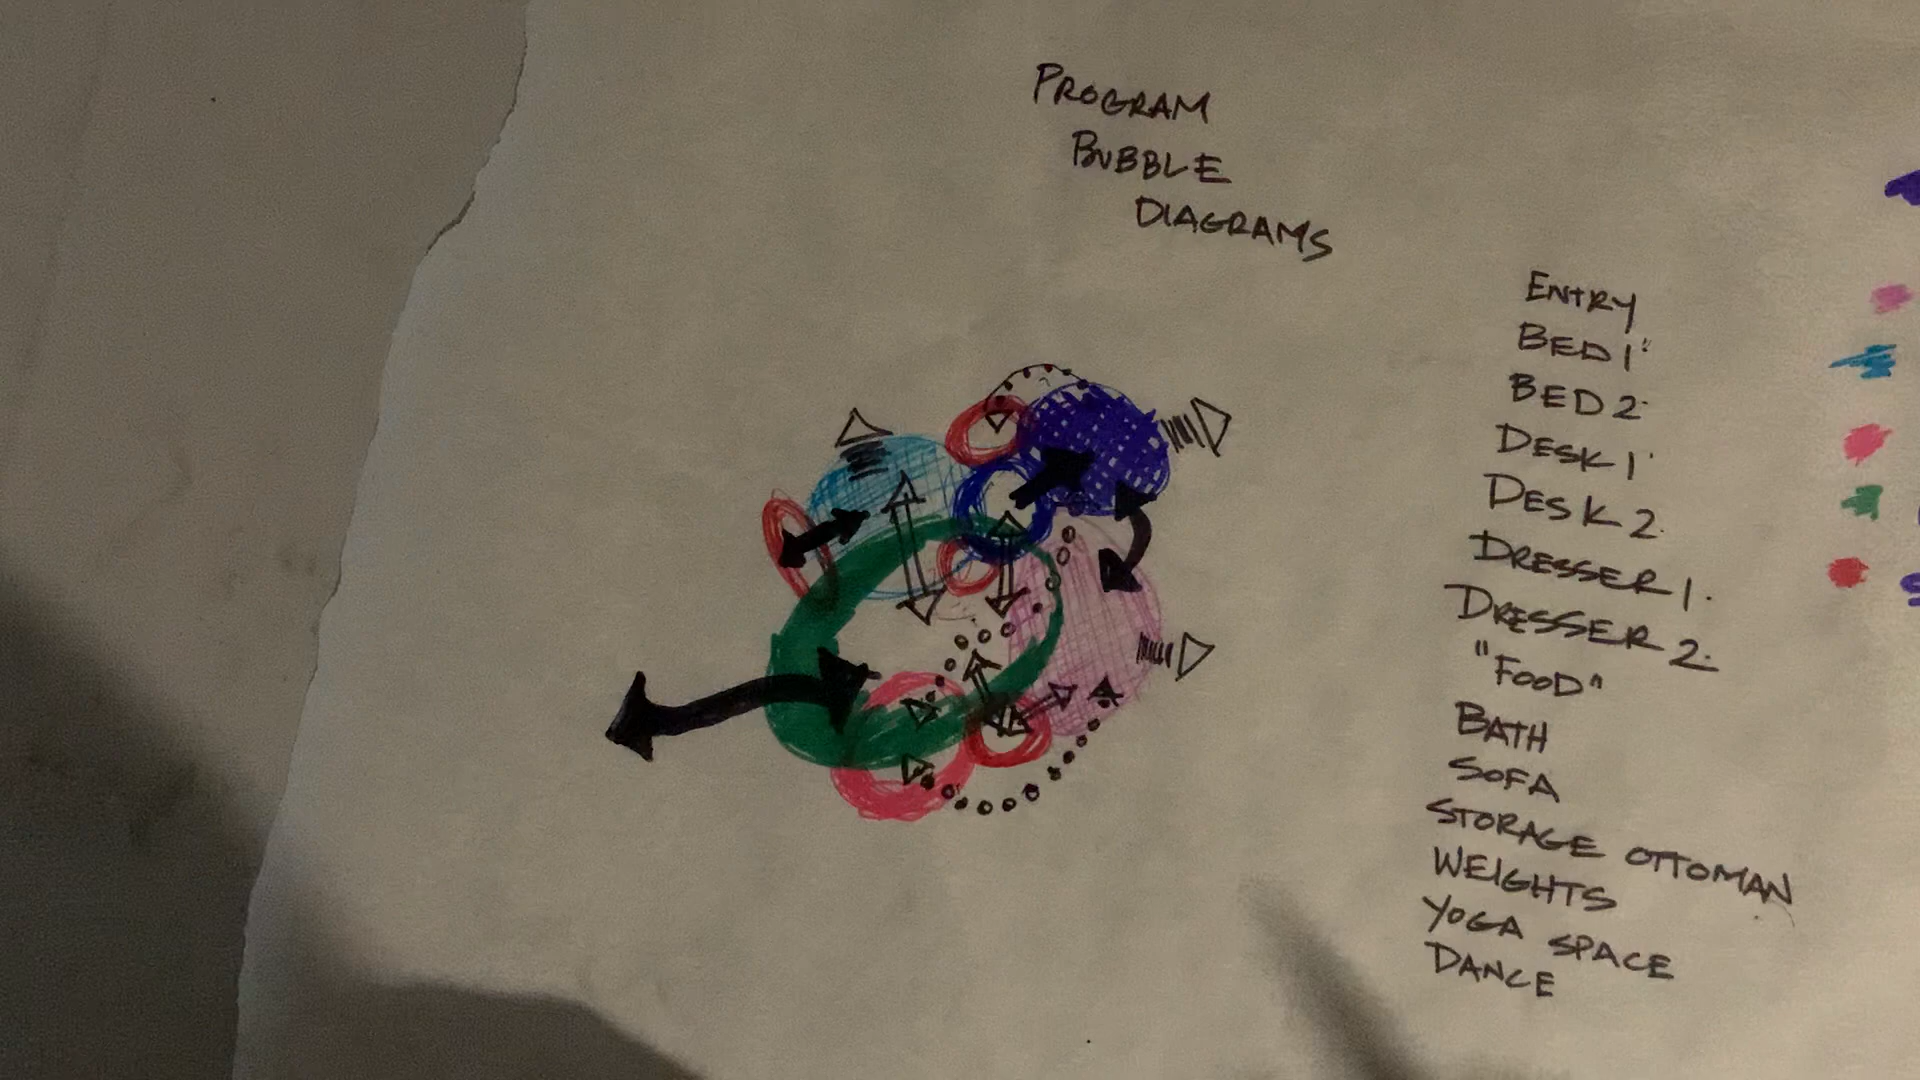 PROGRAM
BUBBLE
DIAGRAMS
ENTRY
BED 1
BED 2
DESK 1
DESK 2
DRESSER 1
DRESSER 2
"FOOD"
BATH
SOFA
STORAGE OTTOMAN
WEIGHTS
YOGA SPACE
DANCE